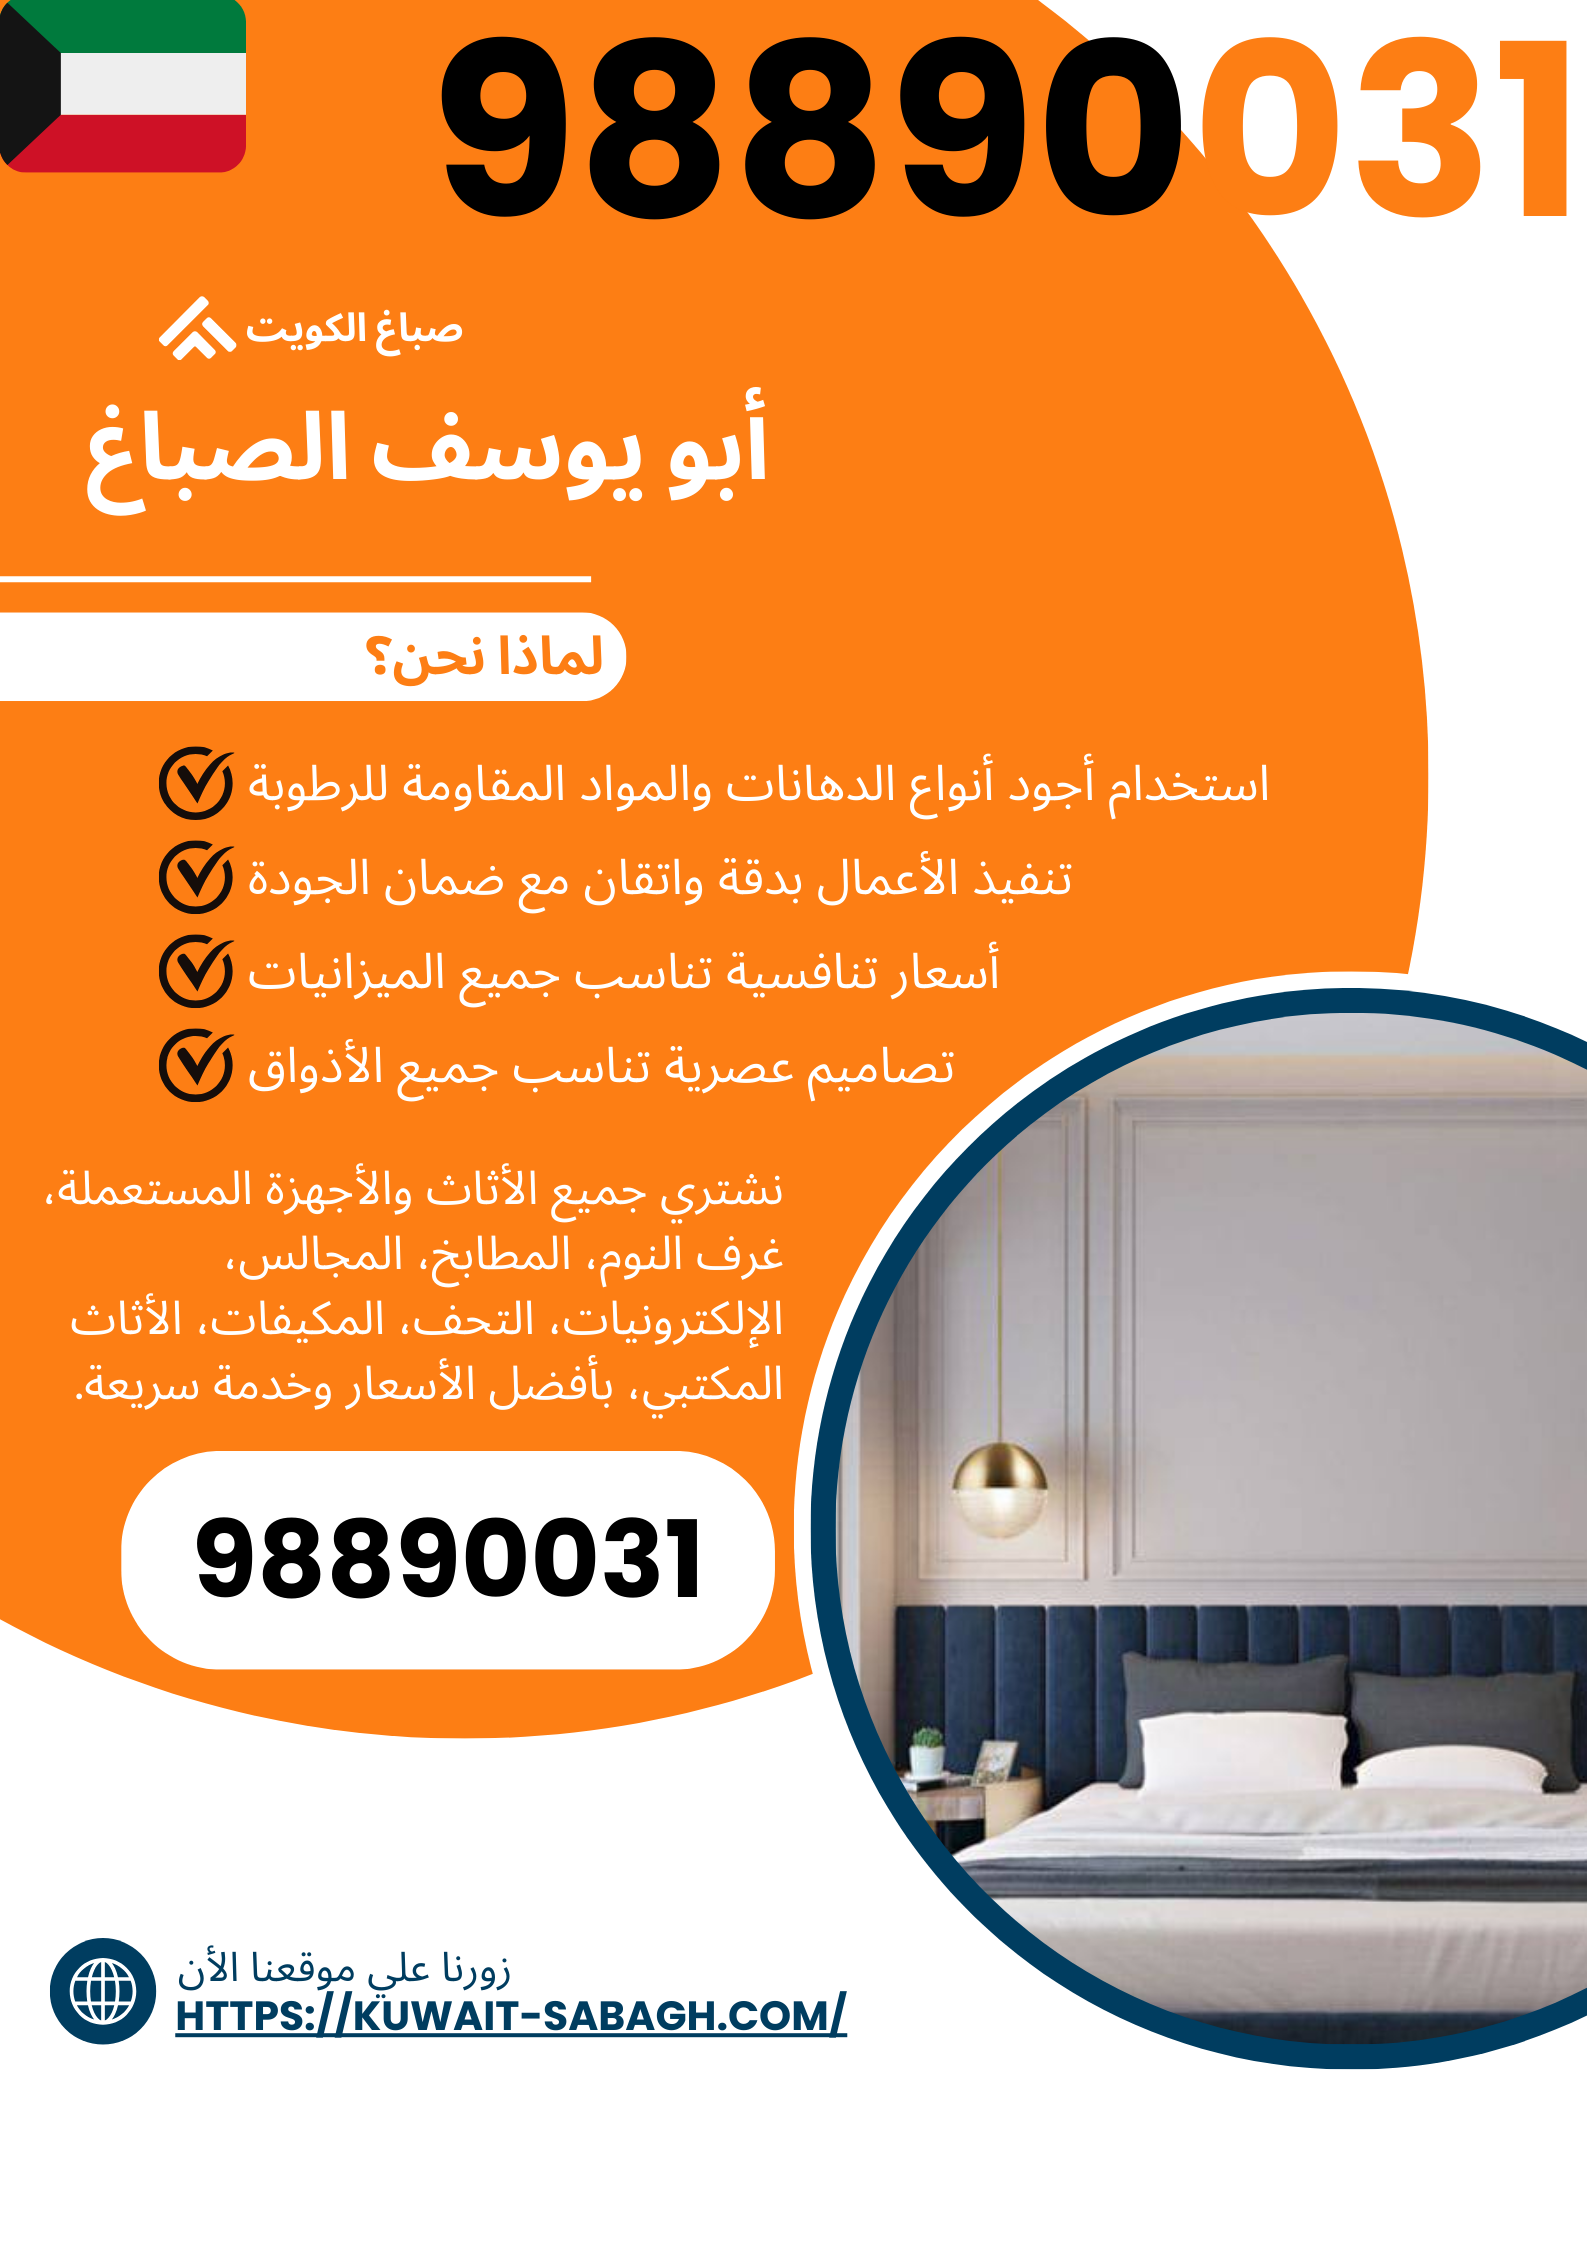 98890031
صباغ الكويت
أبو يوسف الصباغ
لماذا نحن؟
استخدام أجود أنواع الدهانات والمواد المقاومة للرطوبة
تنفيذ الأعمال بدقة واتقان مع ضمان الجودة
أسعار تنافسية تناسب جميع الميزانيات
تصاميم عصرية تناسب جميع الأذواق
نشتري جميع الأثاث والأجهزة المستعملة،
غرف النوم، المطابخ، المجالس،
الإلكترونيات، التحف، المكيفات، الأثاث
المكتبي، بأفضل الأسعار وخدمة سريعة.
98890031
زورنا علي موقعنا الأن
HTTPS://KUWAIT-SABAGH.COM/